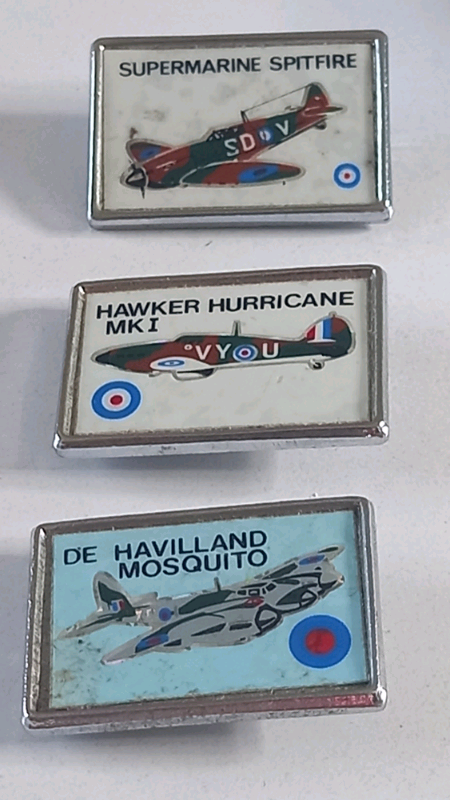 SUPERMARINE SPITFIRE
SD V
HAWKER HURRICANE
MK I
VY U
DE HAVILLAND
MOSQUITO